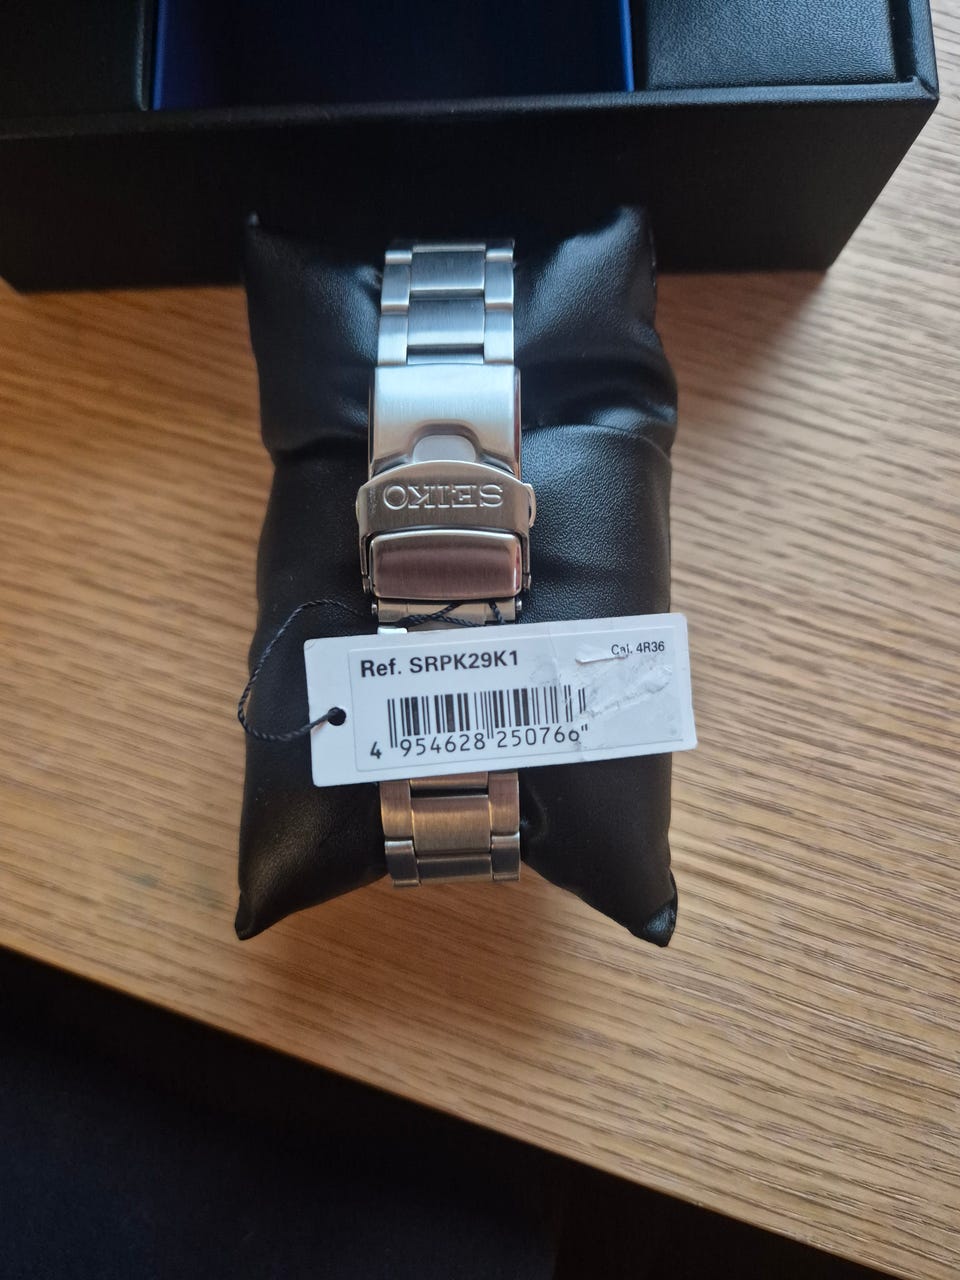 SEIKO
Ref. SRPK29K1
Cal. 4R36
4 954628 250766